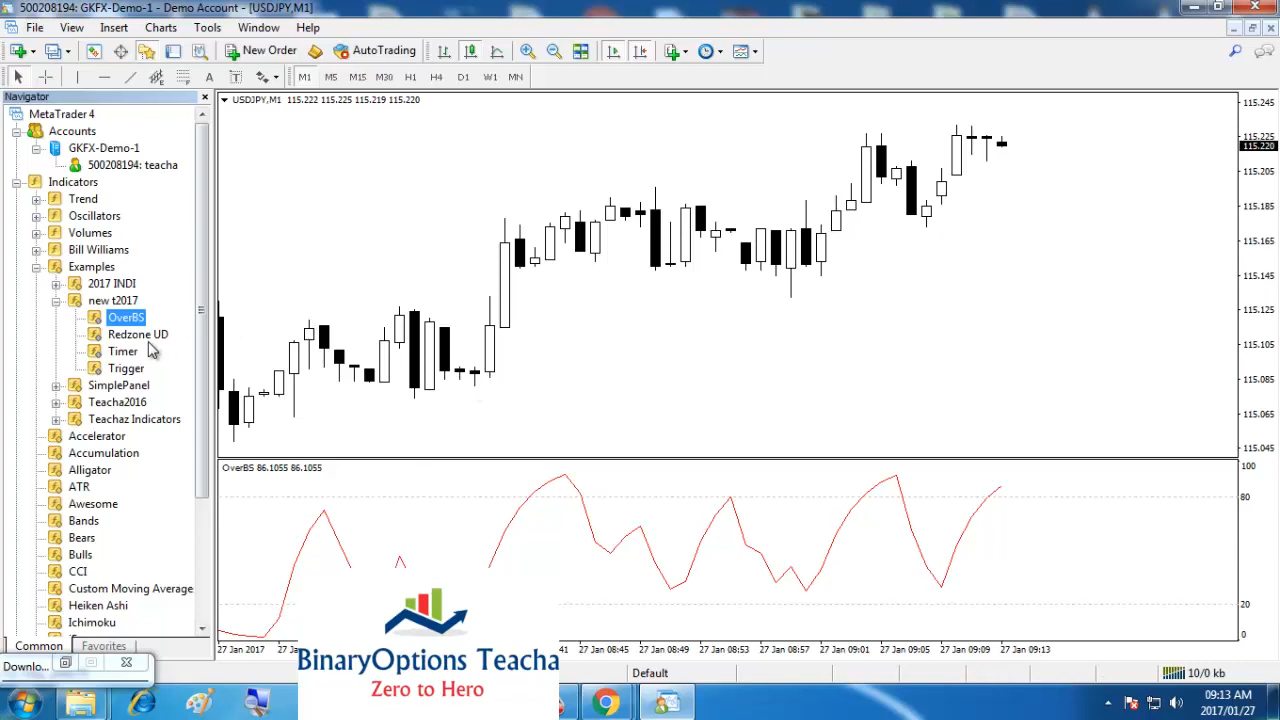 500208194: GKFX-Demo-1 - Demo Account - [USDJPY,M1]
File View Insert Charts Tools Window Help
New Order AutoTrading
A T M1 M5 M15 M30 H1 H4 D1 W1 MN
Navigator
MetaTrader 4
Accounts
GKFX-Demo-1
500208194: teacha
Indicators
Trend
Oscillators
Volumes
Bill Williams
Examples
2017 INDI
new t2017
OverBS
Redzone UD
Timer
Trigger
SimplePanel
Teacha2016
Teachaz Indicators
Accelerator
Accumulation
Alligator
ATR
Awesome
Bands
Bears
Bulls
CCI
Custom Moving Average
Heiken Ashi
Ichimoku
Common Favorites
Downlo...
USDJPY,M1 115.222 115.225 115.219 115.220
115.245
115.225
115.220
115.205
115.185
115.165
115.145
115.125
115.105
115.085
115.065
115.045
OverBS 86.1055 86.1055
100
80
20
0
27 Jan 2017 27 Jan :41 27 Jan 08:45 27 Jan 08:49 27 Jan 08:53 27 Jan 08:57 27 Jan 09:01 27 Jan 09:05 27 Jan 09:09 27 Jan 09:13
BinaryOptions Teacha
Zero to Hero
Default
10/0 kb
09:13 AM
2017/01/27